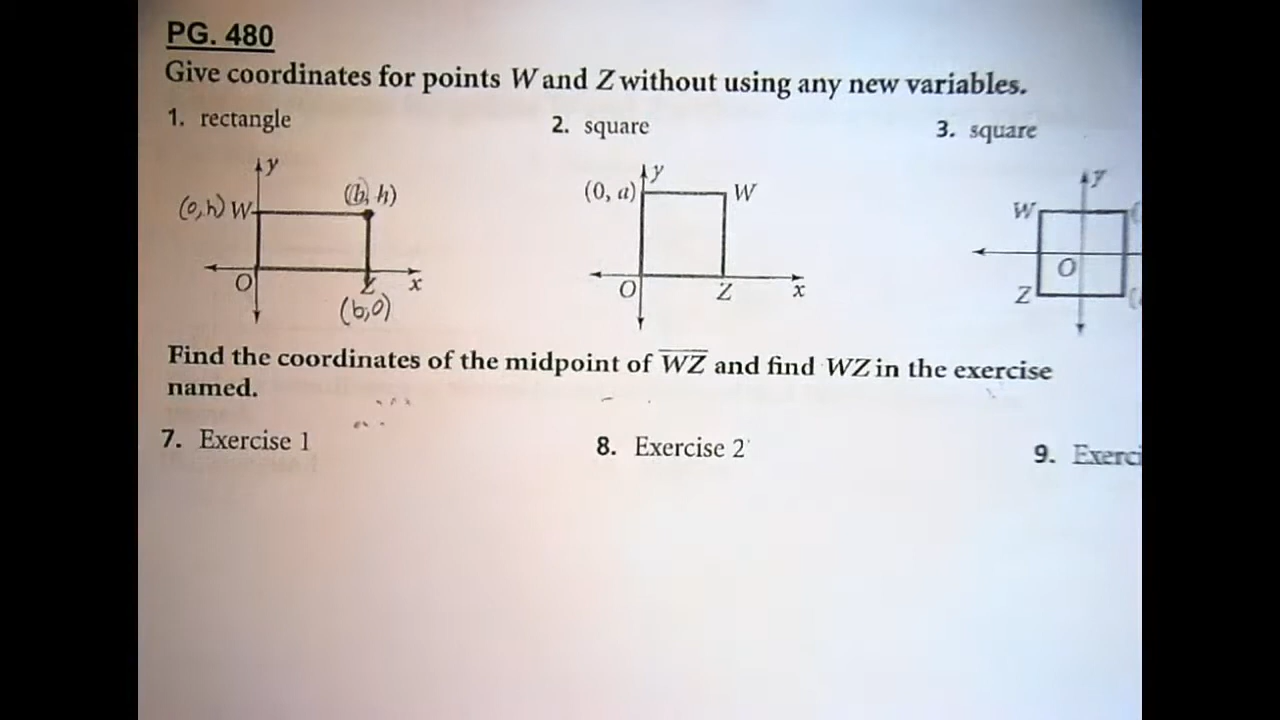 PG. 480
Give coordinates for points W and Z without using any new variables.
1. rectangle
2. square
3. square
y
(0,h) W
(b, h)
O
Z
x
(b,0)
y
(0, a)
W
O
Z
x
y
W
O
Z
Find the coordinates of the midpoint of WZ and find WZ in the exercise
named.
7. Exercise 1
8. Exercise 2
9.